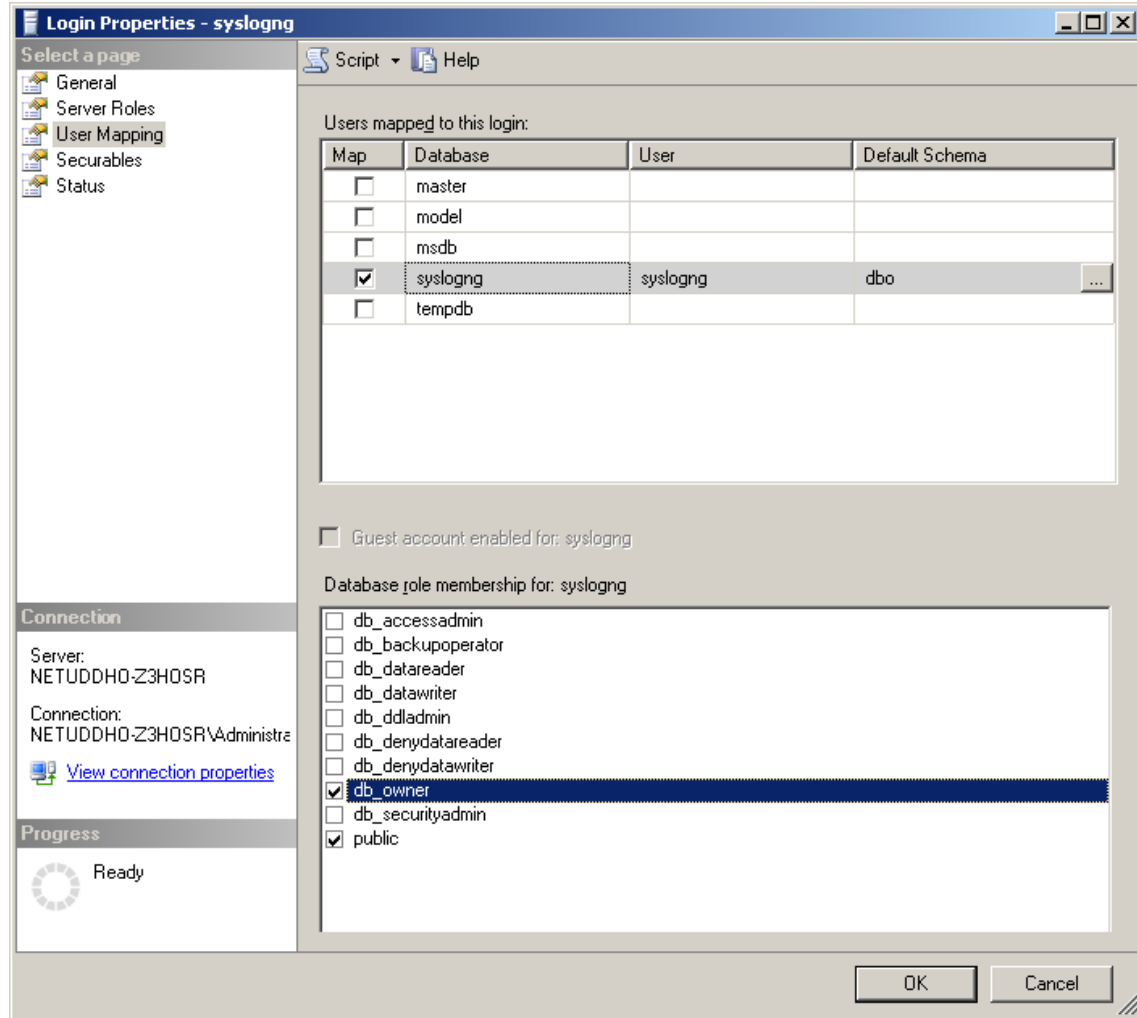 Login Properties - syslogng
Select a page
General
Server Roles
User Mapping
Securables
Status
Script Help
Users mapped to this login:
Map Database User Default Schema
master
model
msdb
syslogng syslogng dbo ...
tempdb
Guest account enabled for: syslogng
Database role membership for: syslogng
db_accessadmin
db_backupoperator
db_datareader
db_datawriter
db_ddladmin
db_denydatareader
db_denydatawriter
db_owner
db_securityadmin
public
Connection
Server:
NETUDDHO-Z3HOSR
Connection:
NETUDDHO-Z3HOSR\Administra
View connection properties
Progress
Ready
OK Cancel